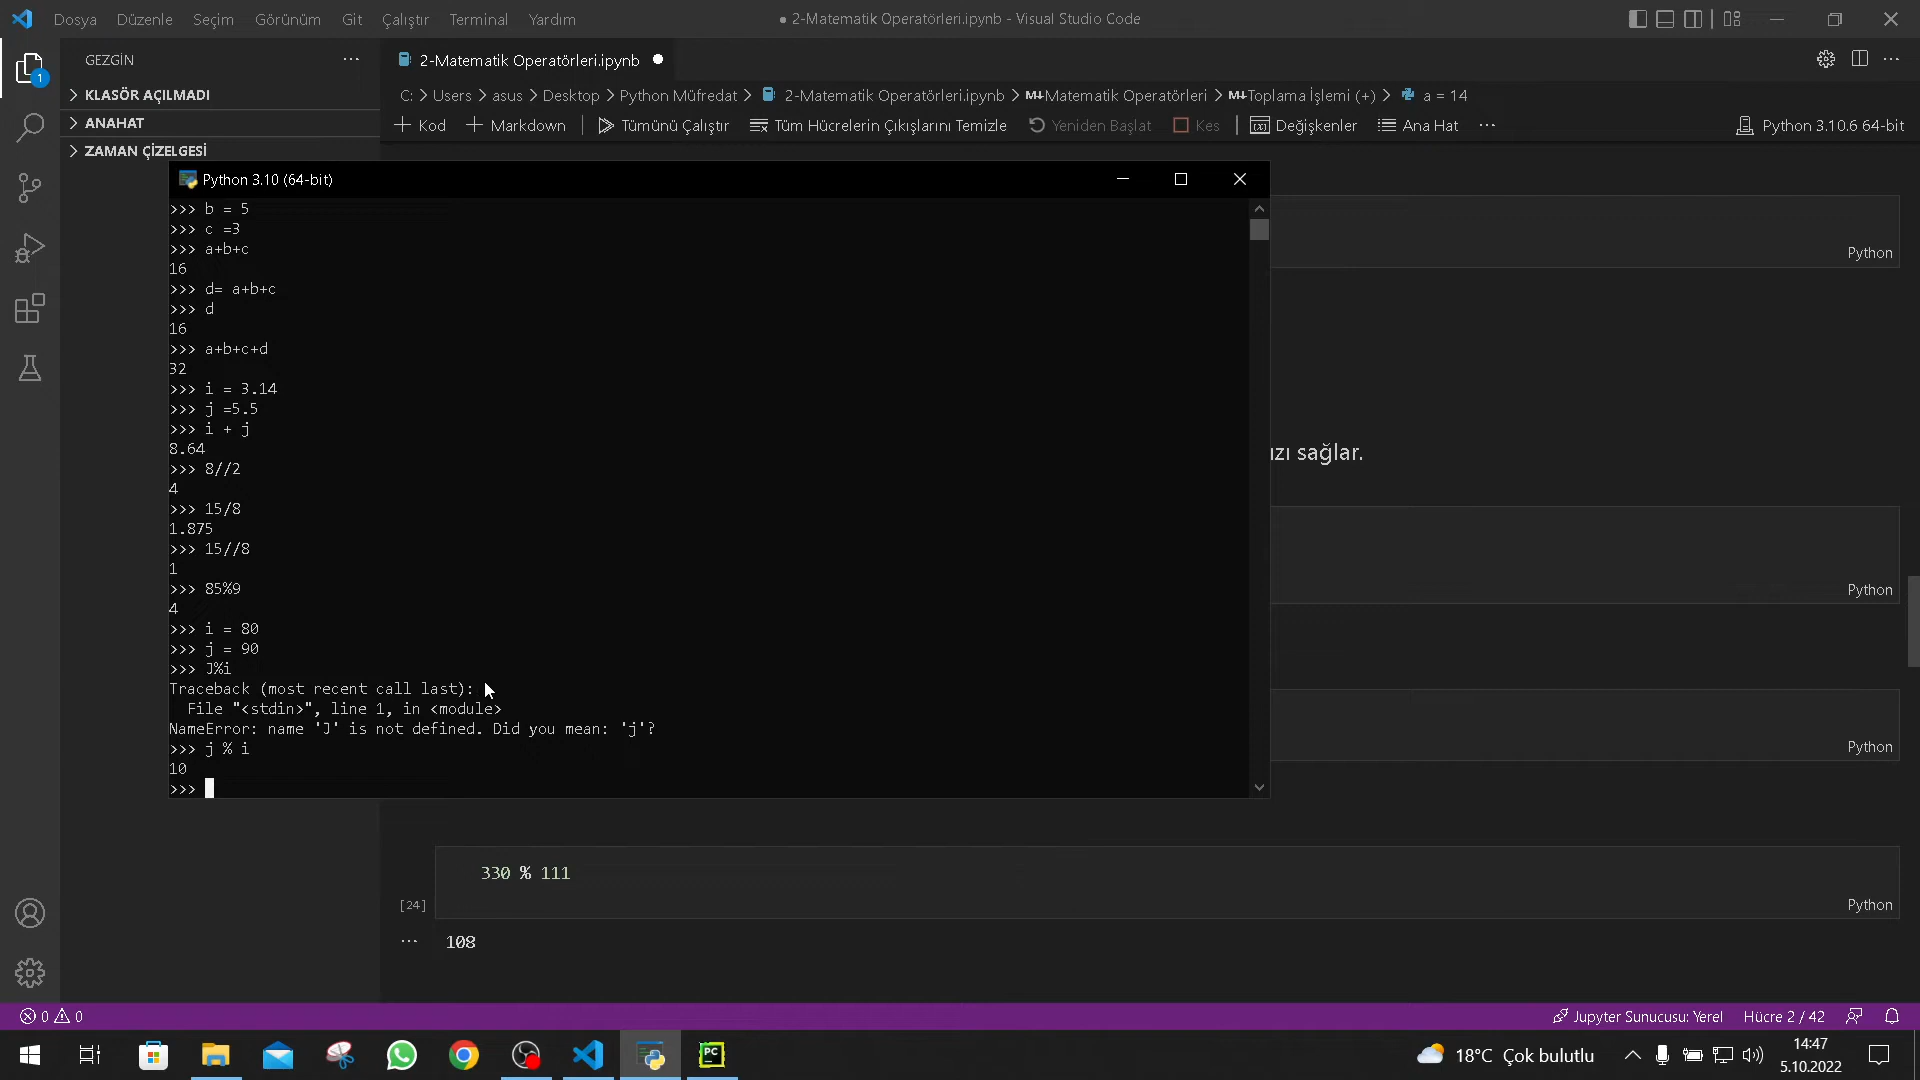 Dosya Düzenle Seçim Görünüm Git Çalıştır Terminal Yardım
● 2-Matematik Operatörleri.ipynb - Visual Studio Code
GEZGİN ···
2-Matematik Operatörleri.ipynb ●
1
KLASÖR AÇILMADI
ANAHAT
ZAMAN ÇİZELGESİ
C: > Users > asus > Desktop > Python Müfredat > 2-Matematik Operatörleri.ipynb > M↓Matematik Operatörleri > M↓Toplama İşlemi (+) > a = 14
+ Kod + Markdown | Tümünü Çalıştır Tüm Hücrelerin Çıkışlarını Temizle Yeniden Başlat Kes | Değişkenler Ana Hat ···
Python 3.10.6 64-bit
Python 3.10 (64-bit)
>>> b = 5
>>> c =3
>>> a+b+c
16
>>> d= a+b+c
>>> d
16
>>> a+b+c+d
32
>>> i = 3.14
>>> j =5.5
>>> i + j
8.64
>>> 8//2
4
>>> 15/8
1.875
>>> 15//8
1
>>> 85%9
4
>>> i = 80
>>> j = 90
>>> J%i
Traceback (most recent call last):
  File "<stdin>", line 1, in <module>
NameError: name 'J' is not defined. Did you mean: 'j'?
>>> j % i
10
>>>
Python
sağlar.
Python
Python
330 % 111
[24]
Python
··· 108
0 0
Jupyter Sunucusu: Yerel Hücre 2 / 42
PC
18°C Çok bulutlu
14:47
5.10.2022